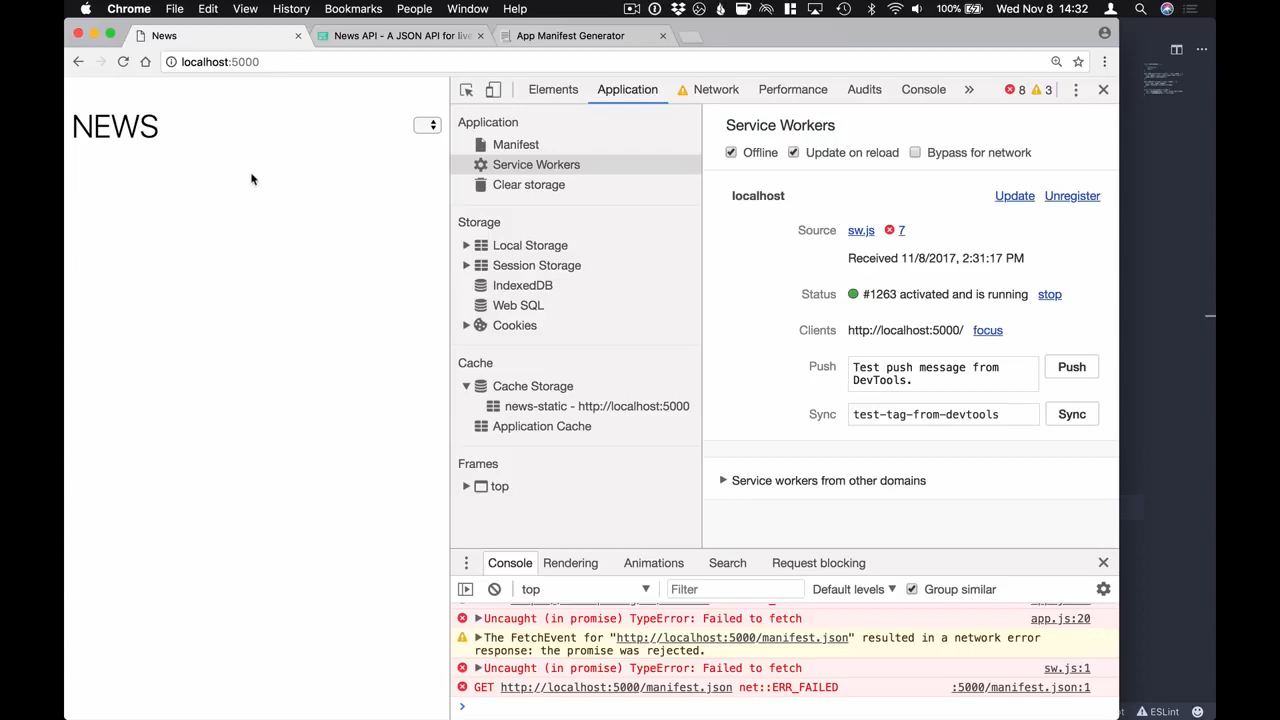 Chrome File Edit View History Bookmarks People Window Help 100% Wed Nov 8 14:32
News News API - A JSON API for live App Manifest Generator
localhost:5000
Elements Application Network Performance Audits Console » 8 3
NEWS
Application
Manifest
Service Workers
Clear storage
Storage
Local Storage
Session Storage
IndexedDB
Web SQL
Cookies
Cache
Cache Storage
news-static - http://localhost:5000
Application Cache
Frames
top
Service Workers
Offline Update on reload Bypass for network
localhost Update Unregister
Source sw.js 7
Received 11/8/2017, 2:31:17 PM
Status #1263 activated and is running stop
Clients http://localhost:5000/ focus
Push Test push message from DevTools. Push
Sync test-tag-from-devtools Sync
Service workers from other domains
Console Rendering Animations Search Request blocking
top Filter Default levels Group similar
Uncaught (in promise) TypeError: Failed to fetch app.js:20
The FetchEvent for "http://localhost:5000/manifest.json" resulted in a network error
response: the promise was rejected.
Uncaught (in promise) TypeError: Failed to fetch sw.js:1
GET http://localhost:5000/manifest.json net::ERR_FAILED :5000/manifest.json:1
ESLint